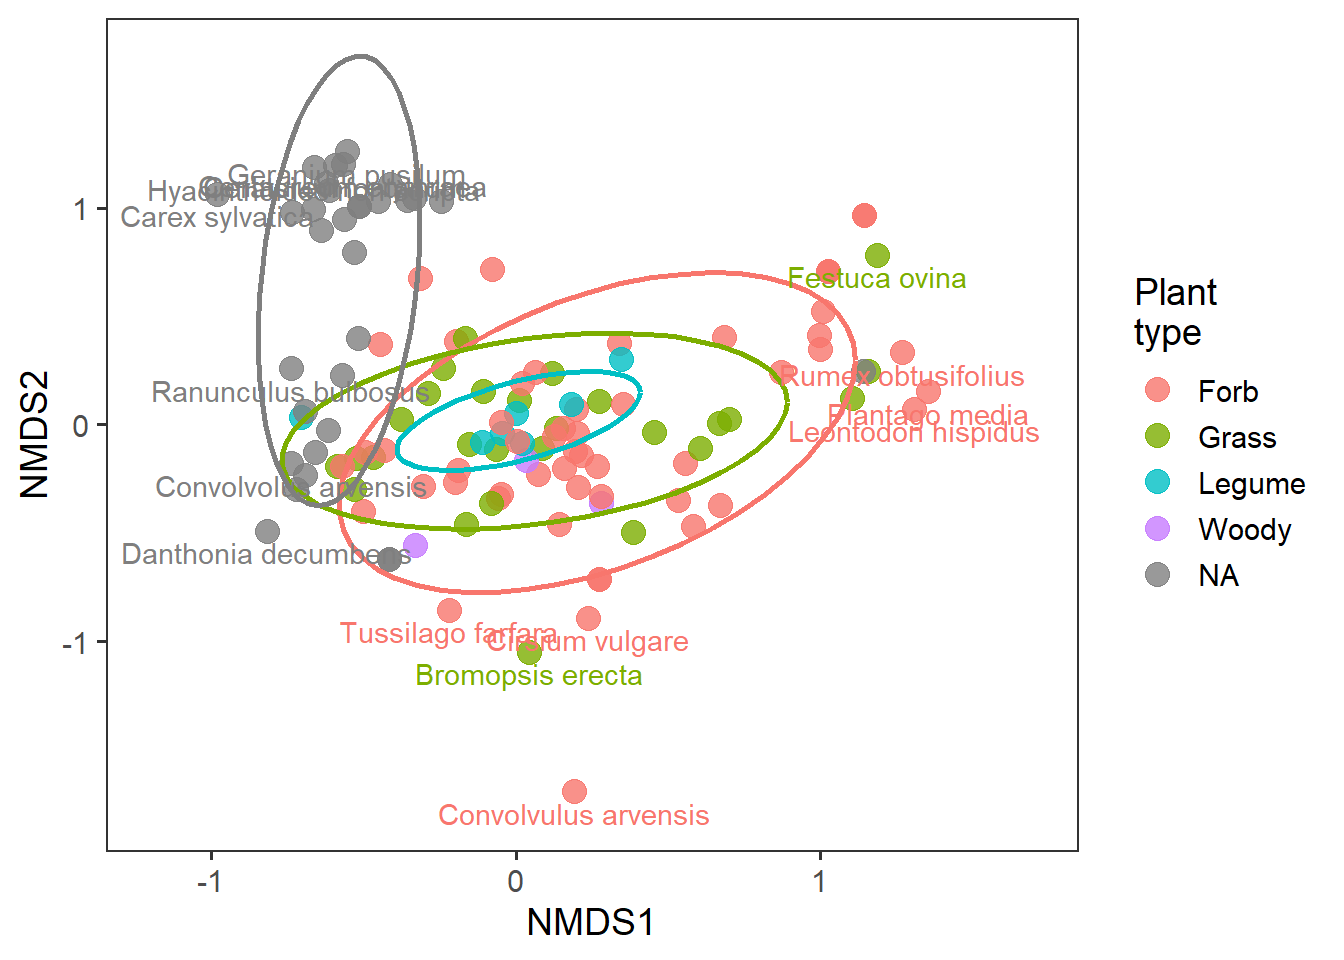 Geranium pusilum
Carex sylvatica
Festuca ovina
Rumex obtusifolius
Ranunculus bulbosus
Plantago media
Leontodon hispidus
Convolvolus arvensis
Danthonia decumbens
Tussilago farfara
Cirsium vulgare
Bromopsis erecta
Convolvulus arvensis
1
0
-1
-1
0
1
NMDS1
NMDS2
Plant
type
Forb
Grass
Legume
Woody
NA